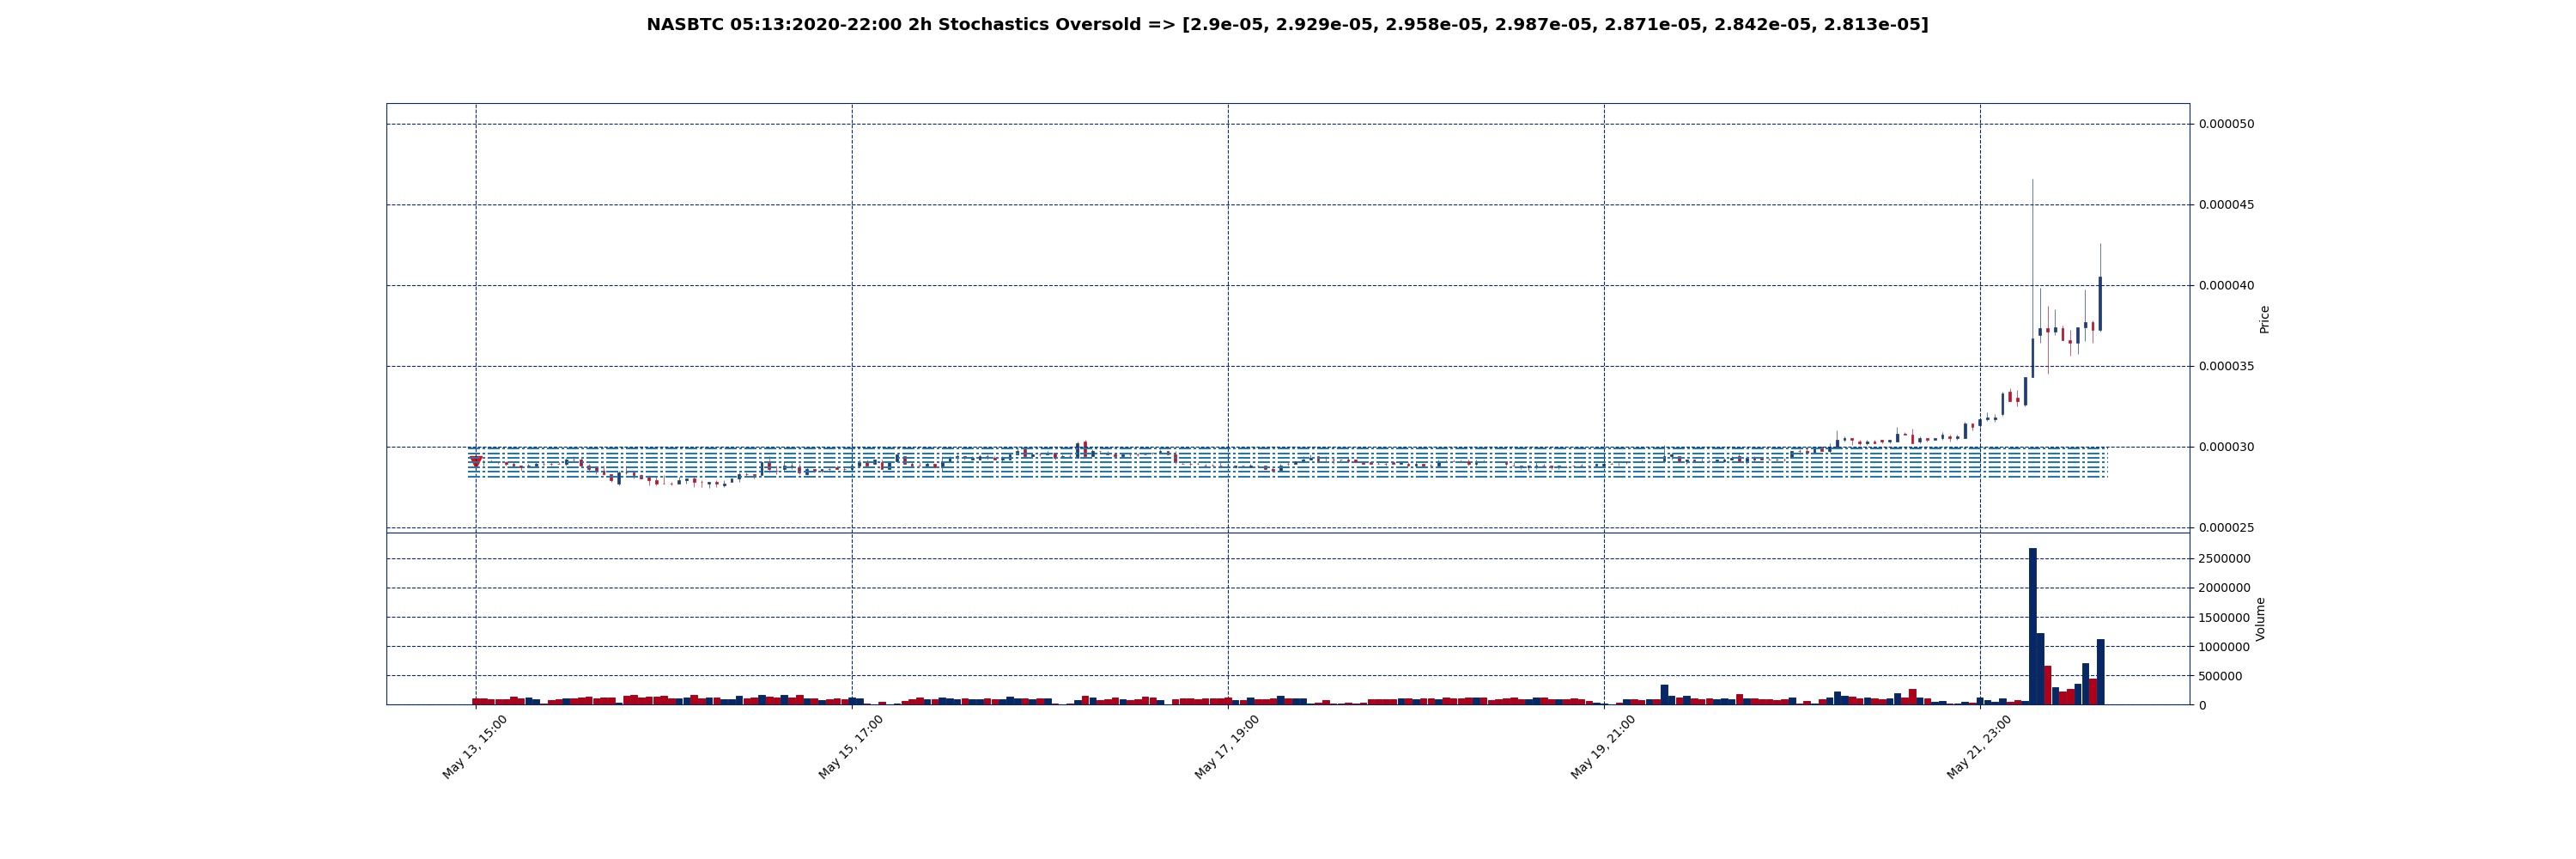 NASBTC 05:13:2020-22:00 2h Stochastics Oversold => [2.9e-05, 2.929e-05, 2.958e-05, 2.987e-05, 2.871e-05, 2.842e-05, 2.813e-05]
0.000050
0.000045
0.000040
0.000035
0.000030
0.000025
Price
2500000
2000000
1500000
1000000
500000
0
Volume
May 13, 15:00
May 15, 17:00
May 17, 19:00
May 19, 21:00
May 21, 23:00